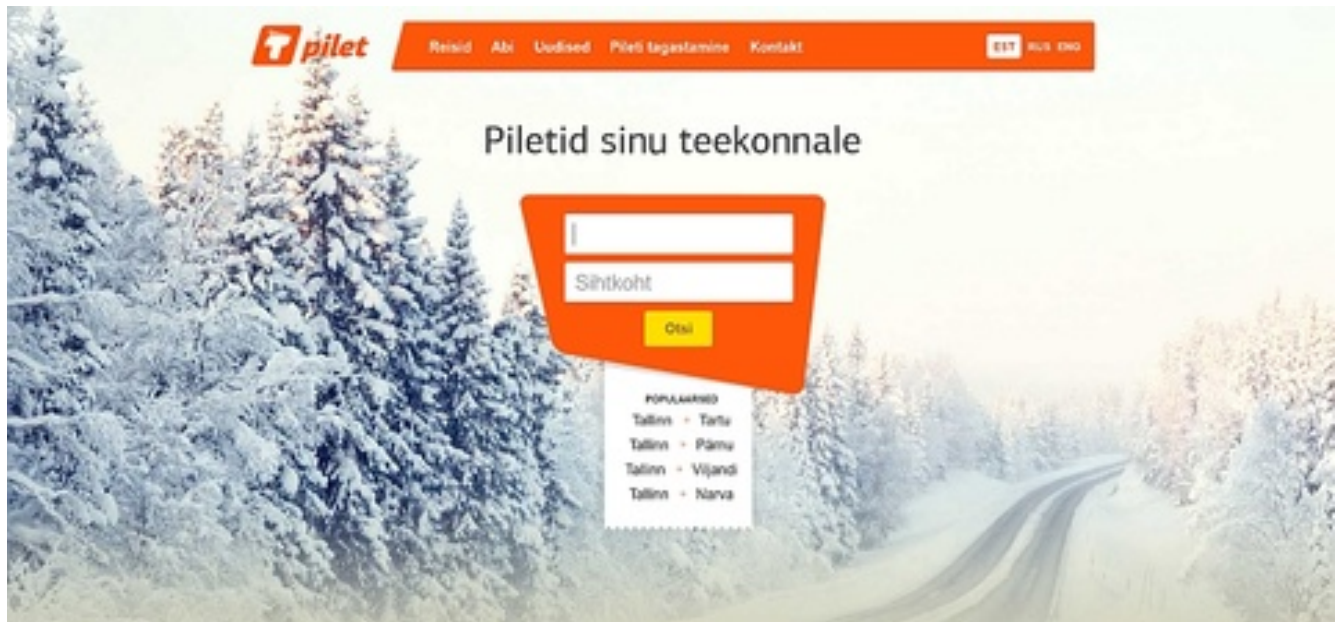 T pilet
Reisid Abi Uudised Pileti tagastamine Kontakt EST RUS ENG
Piletid sinu teekonnale
Sihtkoht
Otsi
POPULAARSED
Tallinn Tartu
Tallinn Pärnu
Tallinn Viljandi
Tallinn Narva